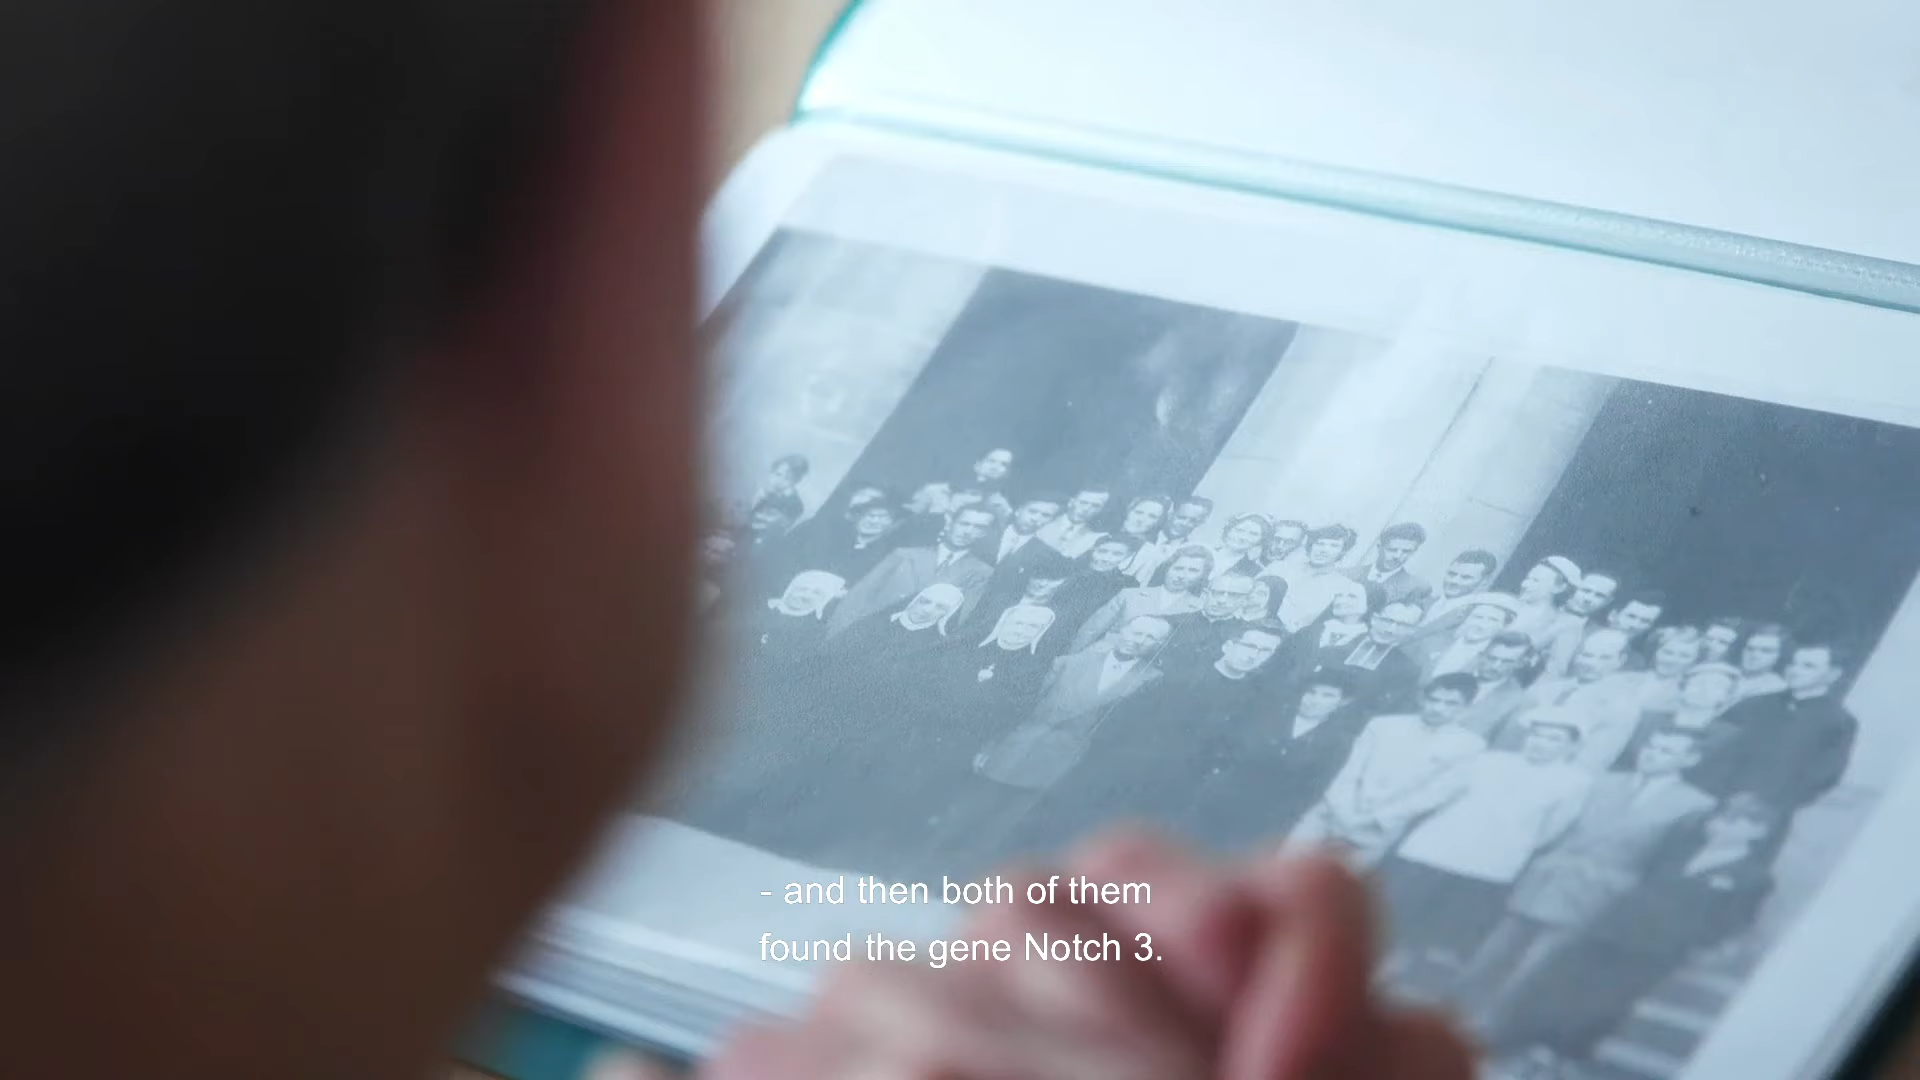 - and then both of them
found the gene Notch 3.